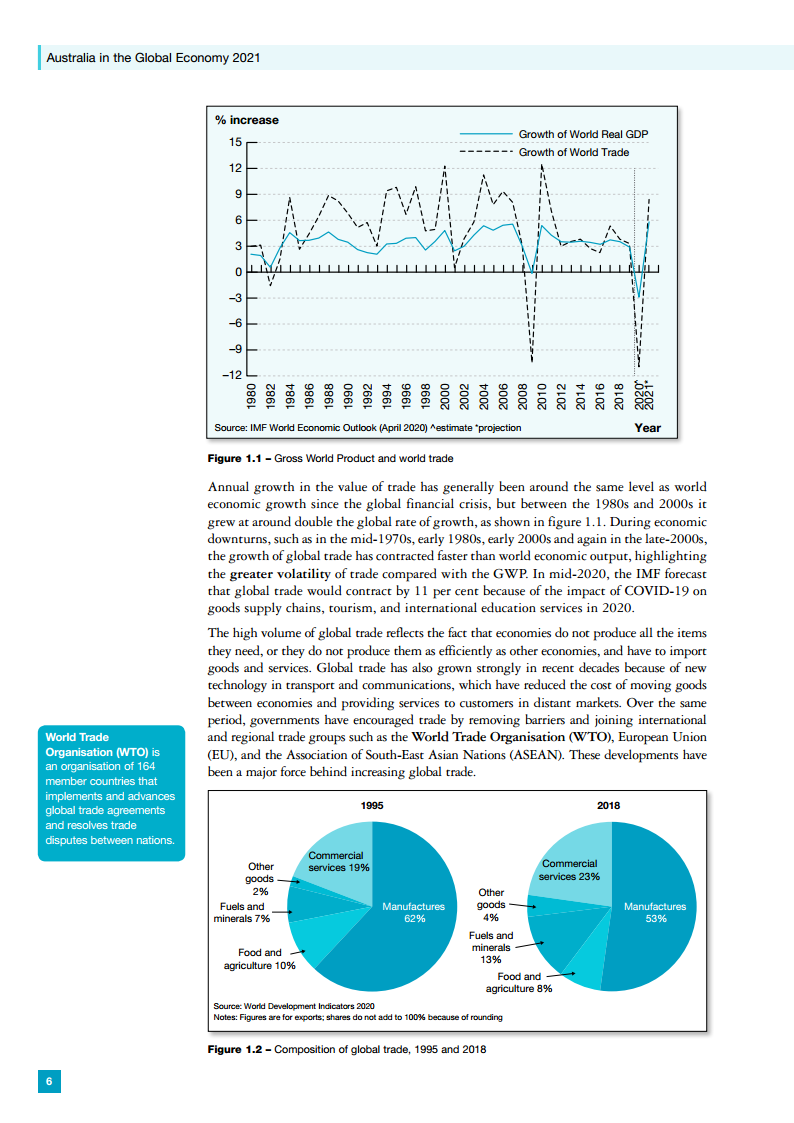 Australia in the Global Economy 2021
% increase
Growth of World Real GDP
Growth of World Trade
15
12
9
6
3
0
–3
–6
–9
–12
1980
1982
1984
1986
1988
1990
1992
1994
1996
1998
2000
2002
2004
2006
2008
2010
2012
2014
2016
2018
2020^
2021*
Source: IMF World Economic Outlook (April 2020) ^estimate *projection
Year
Figure 1.1 – Gross World Product and world trade
Annual growth in the value of trade has generally been around the same level as world
economic growth since the global financial crisis, but between the 1980s and 2000s it
grew at around double the global rate of growth, as shown in figure 1.1. During economic
downturns, such as in the mid-1970s, early 1980s, early 2000s and again in the late-2000s,
the growth of global trade has contracted faster than world economic output, highlighting
the greater volatility of trade compared with the GWP. In mid-2020, the IMF forecast
that global trade would contract by 11 per cent because of the impact of COVID-19 on
goods supply chains, tourism, and international education services in 2020.
The high volume of global trade reflects the fact that economies do not produce all the items
they need, or they do not produce them as efficiently as other economies, and have to import
goods and services. Global trade has also grown strongly in recent decades because of new
technology in transport and communications, which have reduced the cost of moving goods
between economies and providing services to customers in distant markets. Over the same
period, governments have encouraged trade by removing barriers and joining international
and regional trade groups such as the World Trade Organisation (WTO), European Union
(EU), and the Association of South-East Asian Nations (ASEAN). These developments have
been a major force behind increasing global trade.
World Trade
Organisation (WTO) is
an organisation of 164
member countries that
implements and advances
global trade agreements
and resolves trade
disputes between nations.
1995
Commercial
services 19%
Other
goods
2%
Fuels and
minerals 7%
Food and
agriculture 10%
Manufactures
62%
2018
Commercial
services 23%
Other
goods
4%
Fuels and
minerals
13%
Food and
agriculture 8%
Manufactures
53%
Source: World Development Indicators 2020
Notes: Figures are for exports; shares do not add to 100% because of rounding
Figure 1.2 – Composition of global trade, 1995 and 2018
6